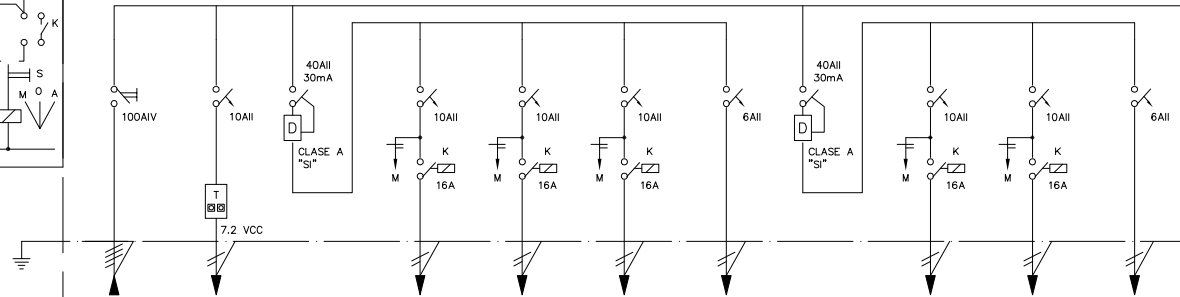 K
S
M O A
100AIV
10AII
T
7.2 VCC
40AII
30mA
D
CLASE A
"SI"
10AII
M
K
16A
10AII
M
K
16A
10AII
M
K
16A
6AII
40AII
30mA
D
CLASE A
"SI"
10AII
M
K
16A
10AII
M
K
16A
6AII